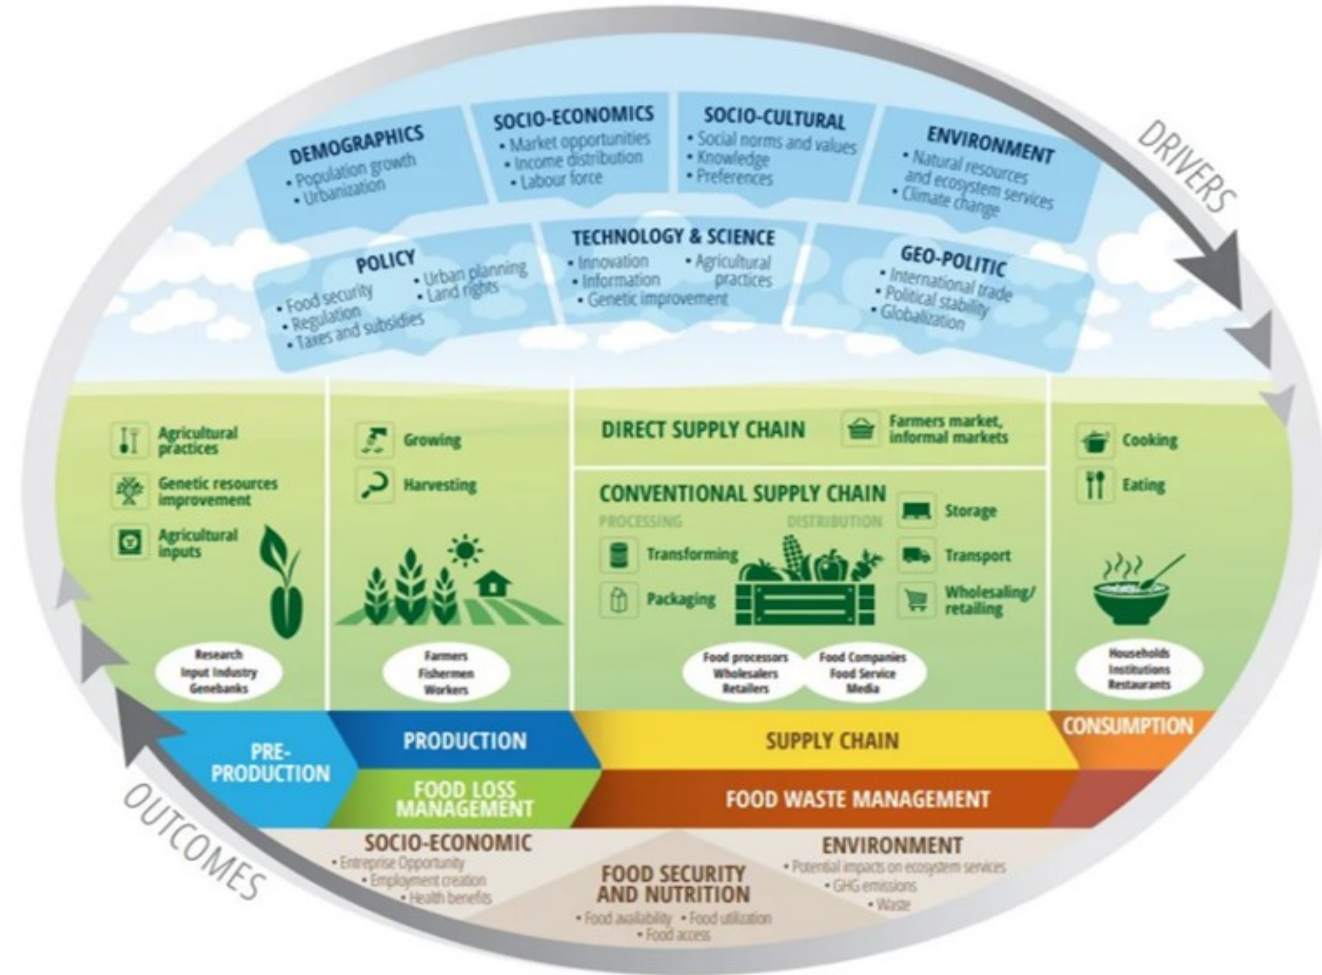 DEMOGRAPHICS
• Population growth
• Urbanization
SOCIO-ECONOMICS
• Market opportunities
• Income distribution
• Labour force
SOCIO-CULTURAL
• Social norms and values
• Knowledge
• Preferences
ENVIRONMENT
• Natural resources
and ecosystem services
• Climate change
DRIVERS
POLICY
• Food security
• Regulation
• Taxes and subsidies
• Urban planning
• Land rights
TECHNOLOGY & SCIENCE
• Innovation
• Information
• Genetic improvement
• Agricultural
practices
GEO-POLITIC
• International trade
• Political stability
• Globalization
Agricultural
practices
Genetic resources
improvement
Agricultural
inputs
Research
Input Industry
Genebanks
Growing
Harvesting
Farmers
Fishermen
Workers
DIRECT SUPPLY CHAIN
Farmers market,
informal markets
CONVENTIONAL SUPPLY CHAIN
PROCESSING
Transforming
Packaging
DISTRIBUTION
Storage
Transport
Wholesaling/
retailing
Food processors
Wholesalers
Retailers
Food Companies
Food Service
Media
Cooking
Eating
Households
Institutions
Restaurants
PRE-
PRODUCTION
PRODUCTION
SUPPLY CHAIN
CONSUMPTION
FOOD LOSS
MANAGEMENT
FOOD WASTE MANAGEMENT
OUTCOMES
SOCIO-ECONOMIC
• Entreprise Opportunity
• Employment creation
• Health benefits
FOOD SECURITY
AND NUTRITION
• Food availability • Food utilization
• Food access
ENVIRONMENT
• Potential impacts on ecosystem services
• GHG emissions
• Waste